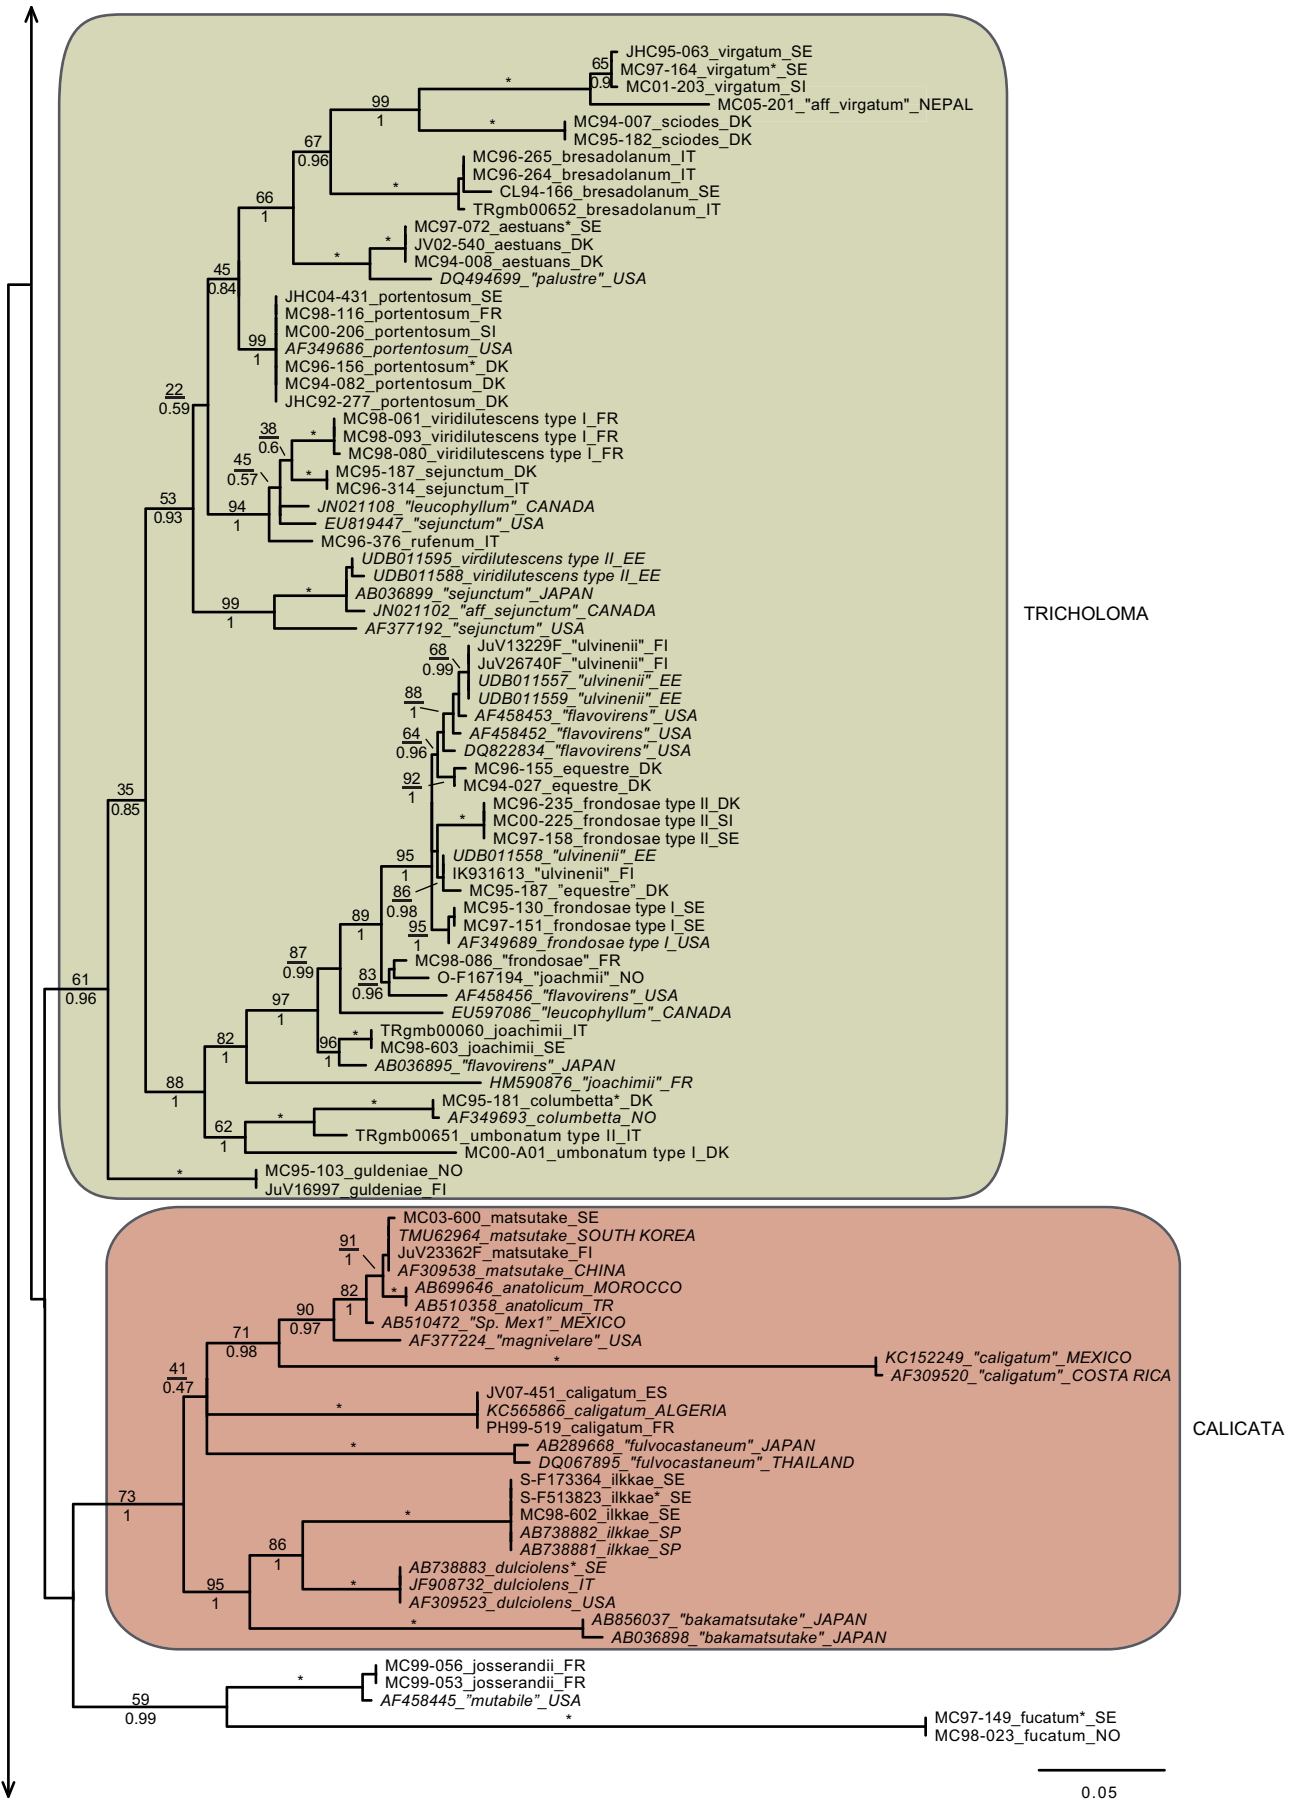 JHC95-063_virgatum_SE
65
MC97-164_virgatum*_SE
0.9
MC01-203_virgatum_SI
*
MC05-201_"aff_virgatum"_NEPAL
99
1
*
MC94-007_sciodes_DK
MC95-182_sciodes_DK
67
0.96
MC96-265_bresadolanum_IT
MC96-264_bresadolanum_IT
*
CL94-166_bresadolanum_SE
TRgmb00652_bresadolanum_IT
66
1
MC97-072_aestuans*_SE
*
JV02-540_aestuans_DK
*
MC94-008_aestuans_DK
DQ494699_"palustre"_USA
45
0.84
JHC04-431_portentosum_SE
MC98-116_portentosum_FR
MC00-206_portentosum_SI
99
1
AF349686_portentosum_USA
MC96-156_portentosum*_DK
MC94-082_portentosum_DK
JHC92-277_portentosum_DK
22
0.59
MC98-061_viridilutescens type I_FR
38
0.6
*
MC98-093_viridilutescens type I_FR
MC98-080_viridilutescens type I_FR
45
0.57
*
MC95-187_sejunctum_DK
MC96-314_sejunctum_IT
53
0.93
94
1
JN021108_"leucophyllum"_CANADA
EU819447_"sejunctum"_USA
MC96-376_rufenum_IT
UDB011595_virdilutescens type II_EE
UDB011588_viridilutescens type II_EE
*
AB036899_"sejunctum"_JAPAN
99
1
JN021102_"aff_sejunctum"_CANADA
AF377192_"sejunctum"_USA
TRICHOLOMA
68
0.99
JuV13229F_"ulvinenii"_FI
JuV26740F_"ulvinenii"_FI
UDB011557_"ulvinenii"_EE
88
1
UDB011559_"ulvinenii"_EE
AF458453_"flavovirens"_USA
64
0.96
AF458452_"flavovirens"_USA
DQ822834_"flavovirens"_USA
92
1
MC96-155_equestre_DK
MC94-027_equestre_DK
35
0.85
MC96-235_frondosae type II_DK
*
MC00-225_frondosae type II_SI
MC97-158_frondosae type II_SE
95
1
UDB011558_"ulvinenii"_EE
IK931613_"ulvinenii"_FI
86
0.98
MC95-187_"equestre”_DK
89
1
95
1
MC95-130_frondosae type I_SE
MC97-151_frondosae type I_SE
AF349689_frondosae type I_USA
87
0.99
83
0.96
MC98-086_"frondosae"_FR
O-F167194_"joachmii"_NO
61
0.96
AF458456_"flavovirens"_USA
EU597086_"leucophyllum"_CANADA
97
1
*
TRgmb00060_joachimii_IT
82
1
96
1
MC98-603_joachimii_SE
AB036895_"flavovirens"_JAPAN
HM590876_"joachimii"_FR
88
1
*
MC95-181_columbetta*_DK
*
AF349693_columbetta_NO
62
1
TRgmb00651_umbonatum type II_IT
MC00-A01_umbonatum type I_DK
*
MC95-103_guldeniae_NO
JuV16997_guldeniae_FI
MC03-600_matsutake_SE
TMU62964_matsutake_SOUTH KOREA
91
1
JuV23362F_matsutake_FI
AF309538_matsutake_CHINA
82
1
*
AB699646_anatolicum_MOROCCO
AB510358_anatolicum_TR
90
0.97
AB510472_"Sp. Mex1”_MEXICO
71
0.98
AF377224_"magnivelare"_USA
*
KC152249_"caligatum"_MEXICO
41
0.47
AF309520_"caligatum"_COSTA RICA
JV07-451_caligatum_ES
*
KC565866_caligatum_ALGERIA
PH99-519_caligatum_FR
CALICATA
*
AB289668_"fulvocastaneum"_JAPAN
DQ067895_"fulvocastaneum"_THAILAND
73
1
S-F173364_ilkkae_SE
S-F513823_ilkkae*_SE
*
MC98-602_ilkkae_SE
AB738882_ilkkae_SP
86
1
AB738881_ilkkae_SP
AB738883_dulciolens*_SE
95
1
*
JF908732_dulciolens_IT
AF309523_dulciolens_USA
*
AB856037_"bakamatsutake"_JAPAN
AB036898_"bakamatsutake"_JAPAN
MC99-056_josserandii_FR
*
MC99-053_josserandii_FR
59
0.99
AF458445_”mutabile”_USA
*
MC97-149_fucatum*_SE
MC98-023_fucatum_NO
0.05